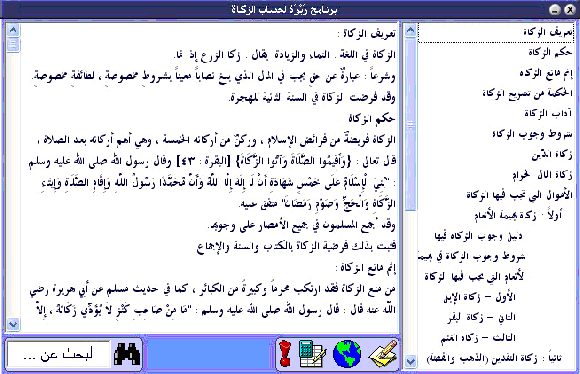 برنامج لحساب الزكاة
تعريف الزكاة :
الزكاة في اللغة . النماء والزيادة يقال . زكا الزرع إذ نما.
وشرعاً : عبارةٌ عن حقٍ يجب في المال الذي بلغ نصاباً معيناً بشروطٍ مخصوصةٍ ، لطائفةٍ مخصوصةٍ.
وقد فرضت الزكاة في السنة الثانية للهجرة.
حكم الزكاة
الزكاة فريضةٌ من فرائض الإسلام ، وركنٌ من أركانه الخمسة ، وهي أهم أركانه بعد الصلاة ،
قال تعالى : {وَأَقِيمُوا الصَّلَاةَ وَآتُوا الزَّكَاةَ} [البقرة : ٤٣] وقال رسول الله صلى الله عليه وسلم
: "بُنِيَ الْإِسْلَامُ عَلَى خَمْسٍ شَهَادَةِ أَنْ لَا إِلَهَ إِلَّا اللَّهُ وَأَنَّ مُحَمَّدًا رَسُولُ اللَّهِ وَإِقَامِ الصَّلَاةِ وَإِيتَاءِ
الزَّكَاةِ وَالْحَجِّ وَصَوْمِ رَمَضَانَ" متفق عليه.
وقد أجمع المسلمون في جميع الأمصار على وجوبها.
فثبت بذلك فرضية الزكاة بالكتاب والسنة والإجماع
إثم مانع الزكاة :
من منع الزكاة فقد ارتكب محرماً وكبيرةً من الكبائر ، كما في حديث مسلم عن أبي هريرة رضي
الله عنه قال : قال رسول الله صلى الله عليه وسلم : "مَا مِنْ صَاحِبِ كَنْزٍ لَا يُؤَدِّي زَكَاتَهُ ، إِلَّا
تعريف الزكاة
حكم الزكاة
إثم مانع الزكاة
الحكمة من تشريع الزكاة
آداب الزكاة
شروط وجوب الزكاة
زكاة الدّين
زكاة المال الحرام
الأموال التي تجب فيها الزكاة
أولاً : زكاة بهيمة الأنعام
دليل وجوب الزكاة فيها
شروط وجوب الزكاة في بهيمة
الأنعام التي تجب فيها الزكاة
الأول – زكاة الإبل
الثاني – زكاة البقر
الثالث – زكاة الغنم
ثانياً : زكاة النقدين (الذهب والفضة)
ابحث عن ...